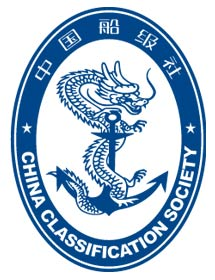 中国船级社
CHINA CLASSIFICATION SOCIETY